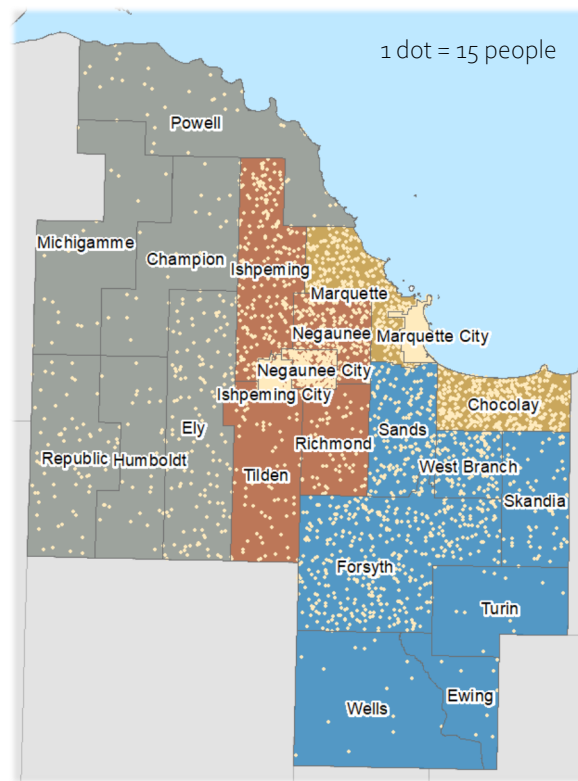 1 dot = 15 people
Powell
Michigamme
Champion
Ishpeming
Marquette
Negaunee
Marquette City
Negaunee City
Ishpeming City
Chocolay
Ely
Richmond
Sands
Republic
Humboldt
Tilden
West Branch
Skandia
Forsyth
Turin
Ewing
Wells